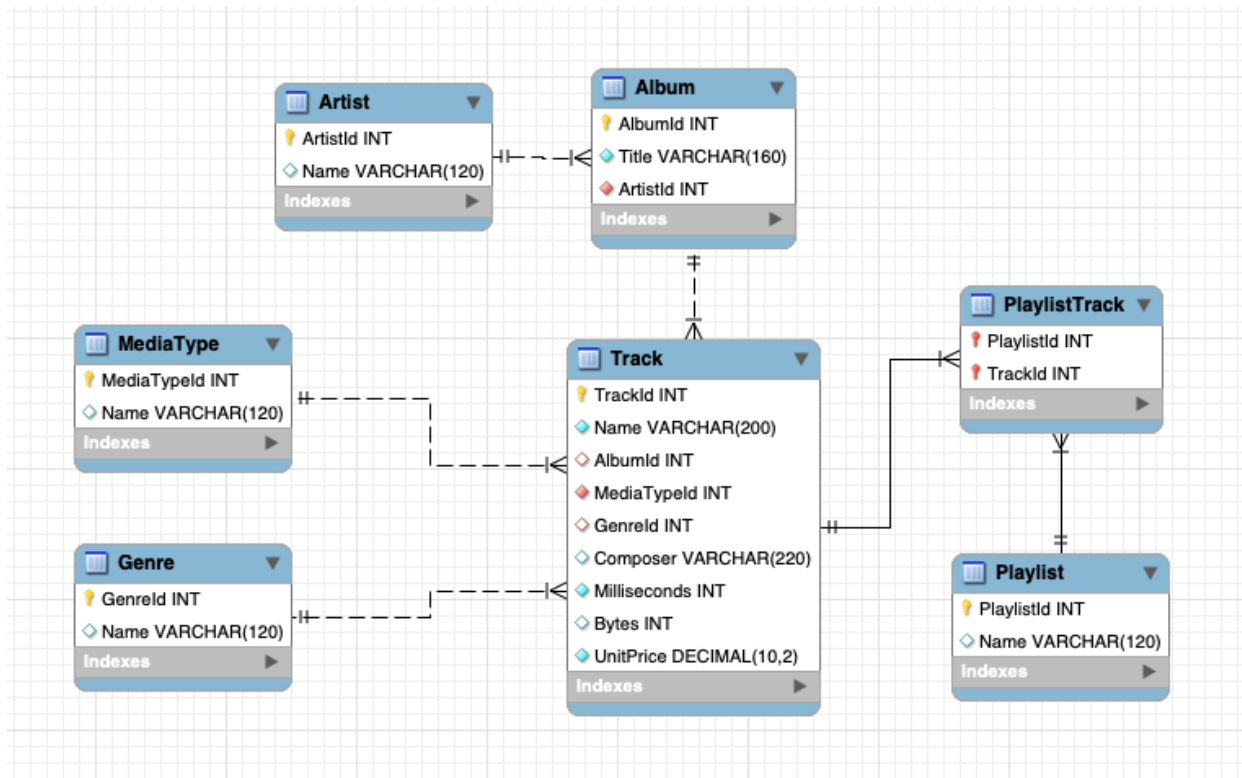 Artist
ArtistId INT
Name VARCHAR(120)
Indexes
Album
AlbumId INT
Title VARCHAR(160)
ArtistId INT
Indexes
MediaType
MediaTypeId INT
Name VARCHAR(120)
Indexes
Genre
GenreId INT
Name VARCHAR(120)
Indexes
Track
TrackId INT
Name VARCHAR(200)
AlbumId INT
MediaTypeId INT
GenreId INT
Composer VARCHAR(220)
Milliseconds INT
Bytes INT
UnitPrice DECIMAL(10,2)
Indexes
PlaylistTrack
PlaylistId INT
TrackId INT
Indexes
Playlist
PlaylistId INT
Name VARCHAR(120)
Indexes